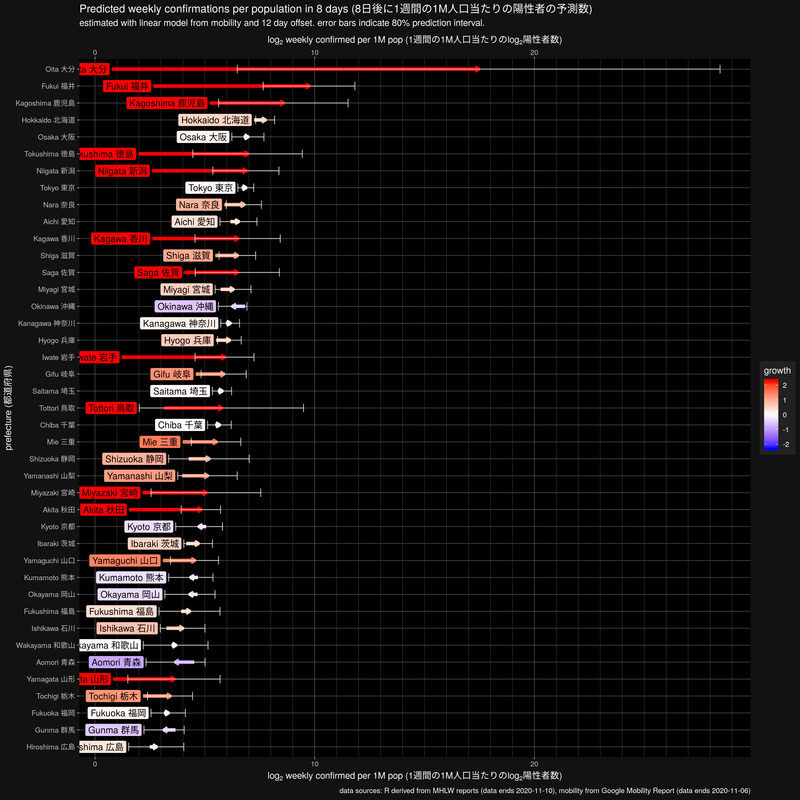 Predicted weekly confirmations per population in 8 days (8日後に1週間の1M人口当たりの陽性者の予測数)
estimated with linear model from mobility and 12 day offset. error bars indicate 80% prediction interval.
log2 weekly confirmed per 1M pop (1週間の1M人口当たりのlog2陽性者数)
0 10 20
Oita 大分 a 大分
Fukui 福井 Fukui 福井
Kagoshima 鹿児島 Kagoshima 鹿児島
Hokkaido 北海道 Hokkaido 北海道
Osaka 大阪 Osaka 大阪
Tokushima 徳島 kushima 徳島
Niigata 新潟 Niigata 新潟
Tokyo 東京 Tokyo 東京
Nara 奈良 Nara 奈良
Aichi 愛知 Aichi 愛知
Kagawa 香川 Kagawa 香川
Shiga 滋賀 Shiga 滋賀
Saga 佐賀 Saga 佐賀
Miyagi 宮城 Miyagi 宮城
Okinawa 沖縄 Okinawa 沖縄
Kanagawa 神奈川 Kanagawa 神奈川
Hyogo 兵庫 Hyogo 兵庫
Iwate 岩手 wate 岩手
Gifu 岐阜 Gifu 岐阜
Saitama 埼玉 Saitama 埼玉
Tottori 鳥取 Tottori 鳥取
Chiba 千葉 Chiba 千葉
Mie 三重 Mie 三重
Shizuoka 静岡 Shizuoka 静岡
Yamanashi 山梨 Yamanashi 山梨
Miyazaki 宮崎 Miyazaki 宮崎
Akita 秋田 Akita 秋田
Kyoto 京都 Kyoto 京都
Ibaraki 茨城 Ibaraki 茨城
Yamaguchi 山口 Yamaguchi 山口
Kumamoto 熊本 Kumamoto 熊本
Okayama 岡山 Okayama 岡山
Fukushima 福島 Fukushima 福島
Ishikawa 石川 Ishikawa 石川
Wakayama 和歌山 kayama 和歌山
Aomori 青森 Aomori 青森
Yamagata 山形 a 山形
Tochigi 栃木 Tochigi 栃木
Fukuoka 福岡 Fukuoka 福岡
Gunma 群馬 Gunma 群馬
Hiroshima 広島 shima 広島
prefecture (都道府県)
growth
2
1
0
-1
-2
0 10 20
log2 weekly confirmed per 1M pop (1週間の1M人口当たりのlog2陽性者数)
data sources: R derived from MHLW reports (data ends 2020-11-10), mobility from Google Mobility Report (data ends 2020-11-06)